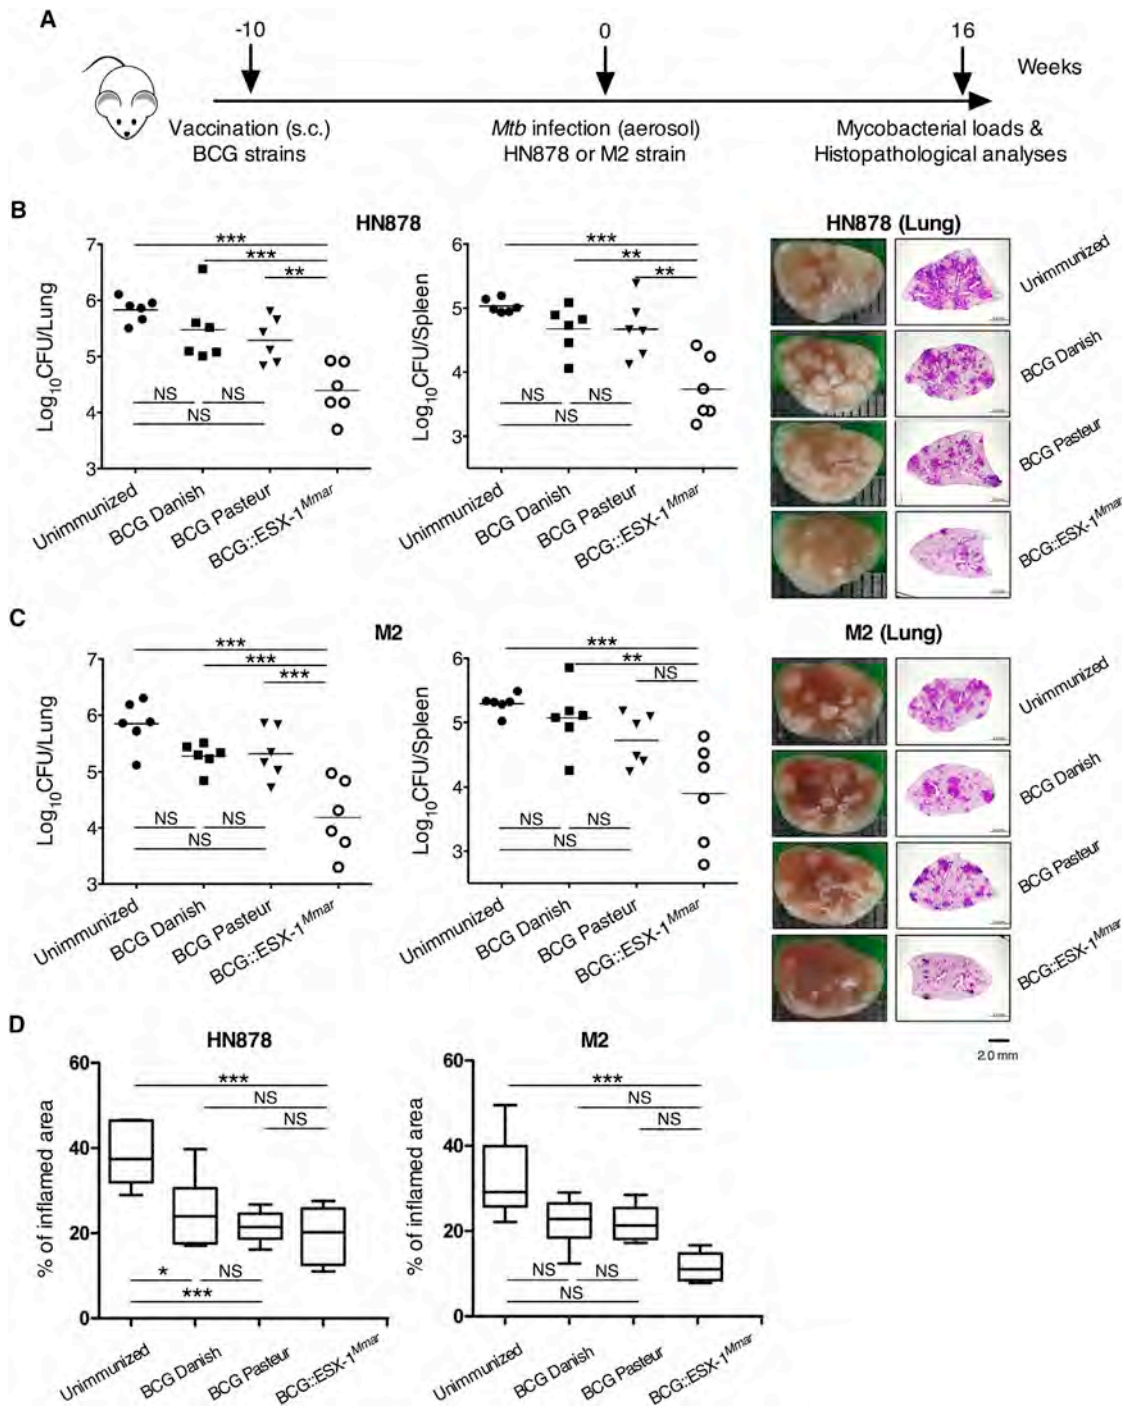 A
-10
0
16
Weeks
Vaccination (s.c.)
BCG strains
Mtb infection (aerosol)
HN878 or M2 strain
Mycobacterial loads &
Histopathological analyses
B
HN878
Log10CFU/Lung
7
6
5
4
3
***
***
**
NS
NS
NS
Unimmunized
BCG Danish
BCG Pasteur
BCG::ESX-1Mmar
Log10CFU/Spleen
6
5
4
3
***
**
**
NS
NS
NS
Unimmunized
BCG Danish
BCG Pasteur
BCG::ESX-1Mmar
HN878 (Lung)
Unimmunized
BCG Danish
BCG Pasteur
BCG::ESX-1Mmar
C
M2
Log10CFU/Lung
7
6
5
4
3
***
***
***
NS
NS
NS
Unimmunized
BCG Danish
BCG Pasteur
BCG::ESX-1Mmar
Log10CFU/Spleen
6
5
4
3
***
**
NS
NS
NS
NS
Unimmunized
BCG Danish
BCG Pasteur
BCG::ESX-1Mmar
M2 (Lung)
Unimmunized
BCG Danish
BCG Pasteur
BCG::ESX-1Mmar
2.0 mm
D
HN878
% of inflamed area
60
40
20
0
***
NS
NS
*
NS
***
Unimmunized
BCG Danish
BCG Pasteur
BCG::ESX-1Mmar
M2
% of inflamed area
60
40
20
0
***
NS
NS
NS
NS
NS
Unimmunized
BCG Danish
BCG Pasteur
BCG::ESX-1Mmar